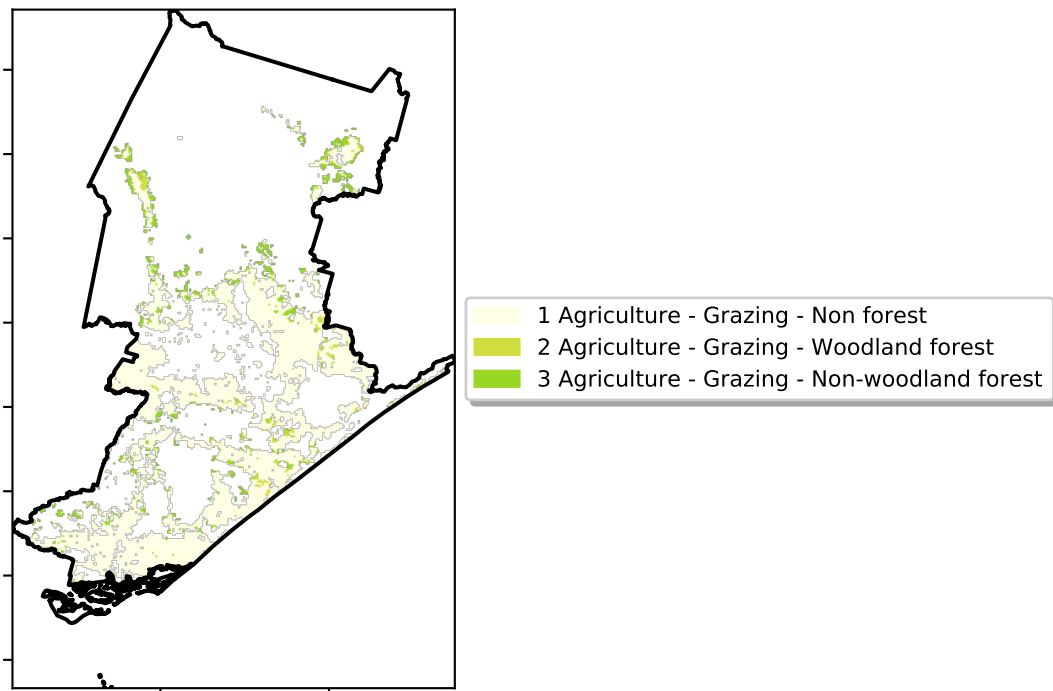 1 Agriculture - Grazing - Non forest
2 Agriculture - Grazing - Woodland forest
3 Agriculture - Grazing - Non-woodland forest